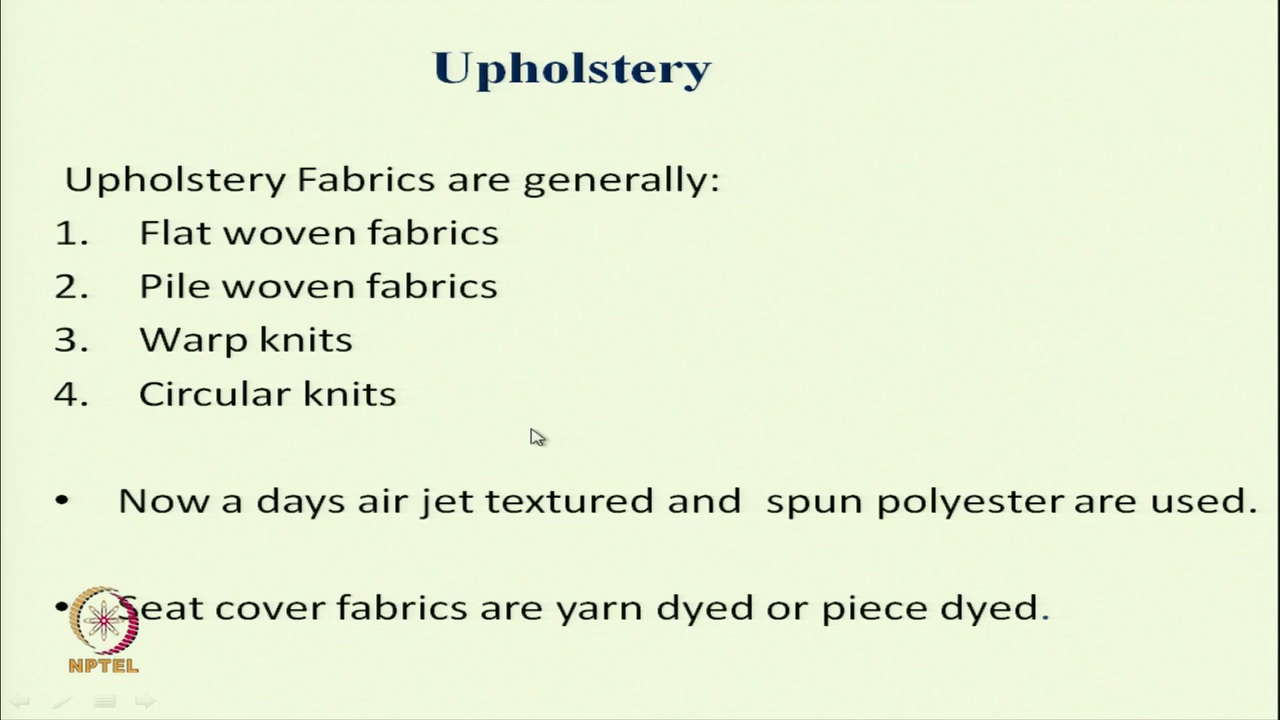 Upholstery
Upholstery Fabrics are generally:
1. Flat woven fabrics
2. Pile woven fabrics
3. Warp knits
4. Circular knits
• Now a days air jet textured and spun polyester are used.
• Seat cover fabrics are yarn dyed or piece dyed.
NPTEL